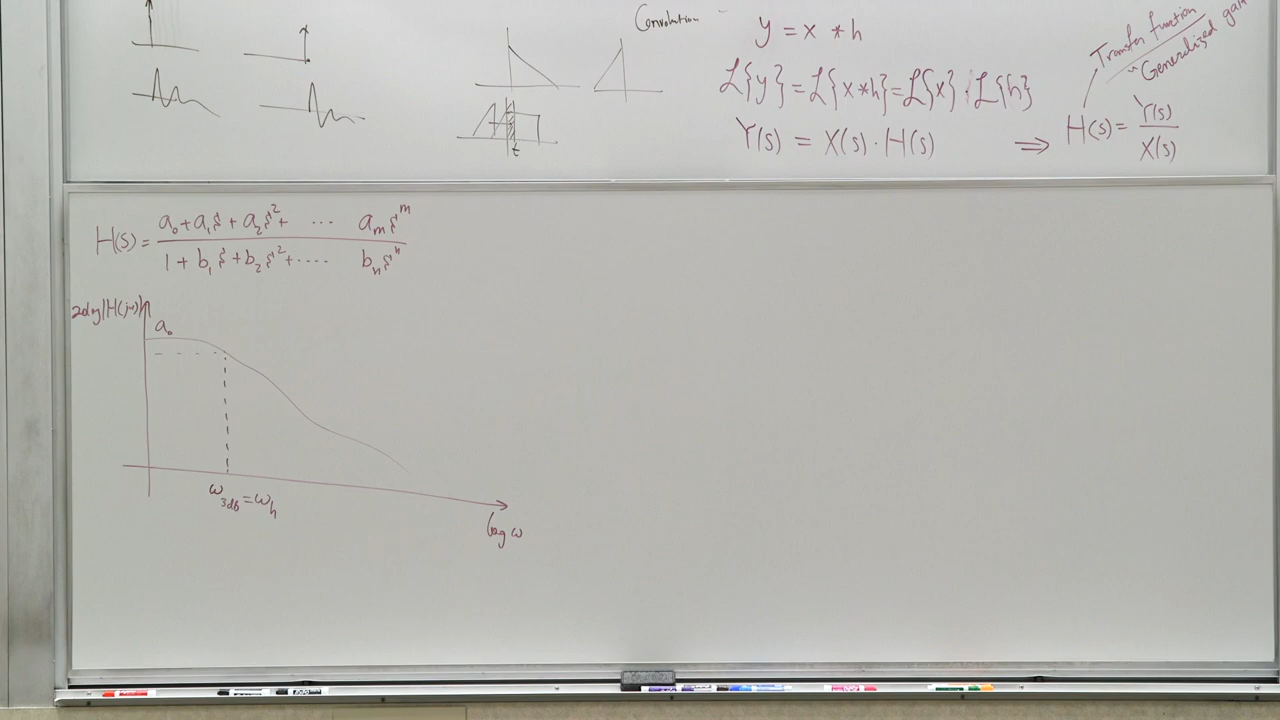 Convolution
y = x * h
ℒ{y} = ℒ{x*h} = ℒ{x} · ℒ{h}
Y(s) = X(s) · H(s) ⟹ H(s) = Y(s)/X(s)
Transfer function
"Generalized gain
t
H(s) = (a₀ + a₁s + a₂s² + ··· aₘsᵐ)/(1 + b₁s + b₂s² + ···· bₙsⁿ)
20log|H(jω)|
a₀
ω3db = ωh
log ω